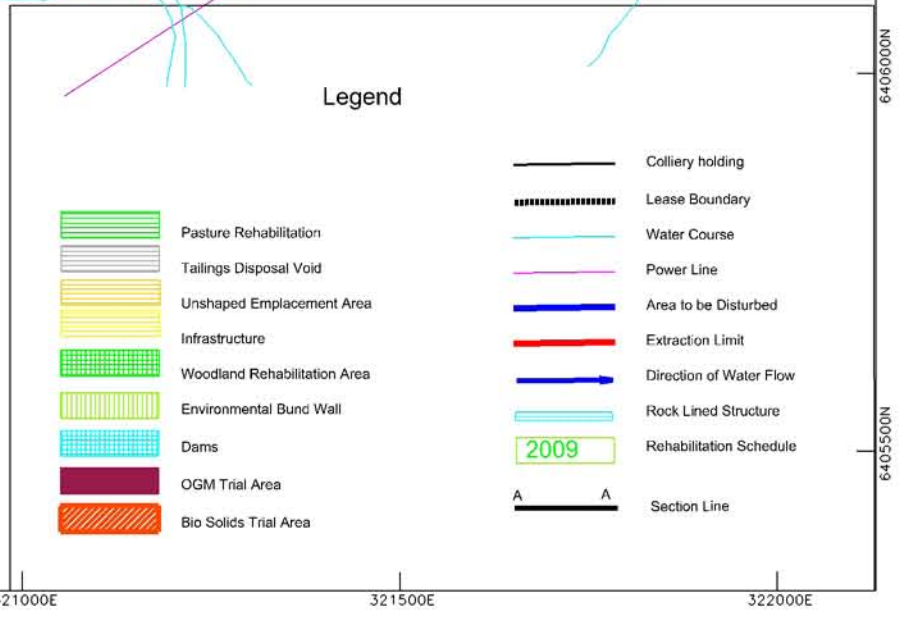 6406000N
Legend
Pasture Rehabilitation
Tailings Disposal Void
Unshaped Emplacement Area
Infrastructure
Woodland Rehabilitation Area
Environmental Bund Wall
Dams
OGM Trial Area
Bio Solids Trial Area
Colliery holding
Lease Boundary
Water Course
Power Line
Area to be Disturbed
Extraction Limit
Direction of Water Flow
Rock Lined Structure
2009 Rehabilitation Schedule
A A
Section Line
6405500N
21000E 321500E 322000E